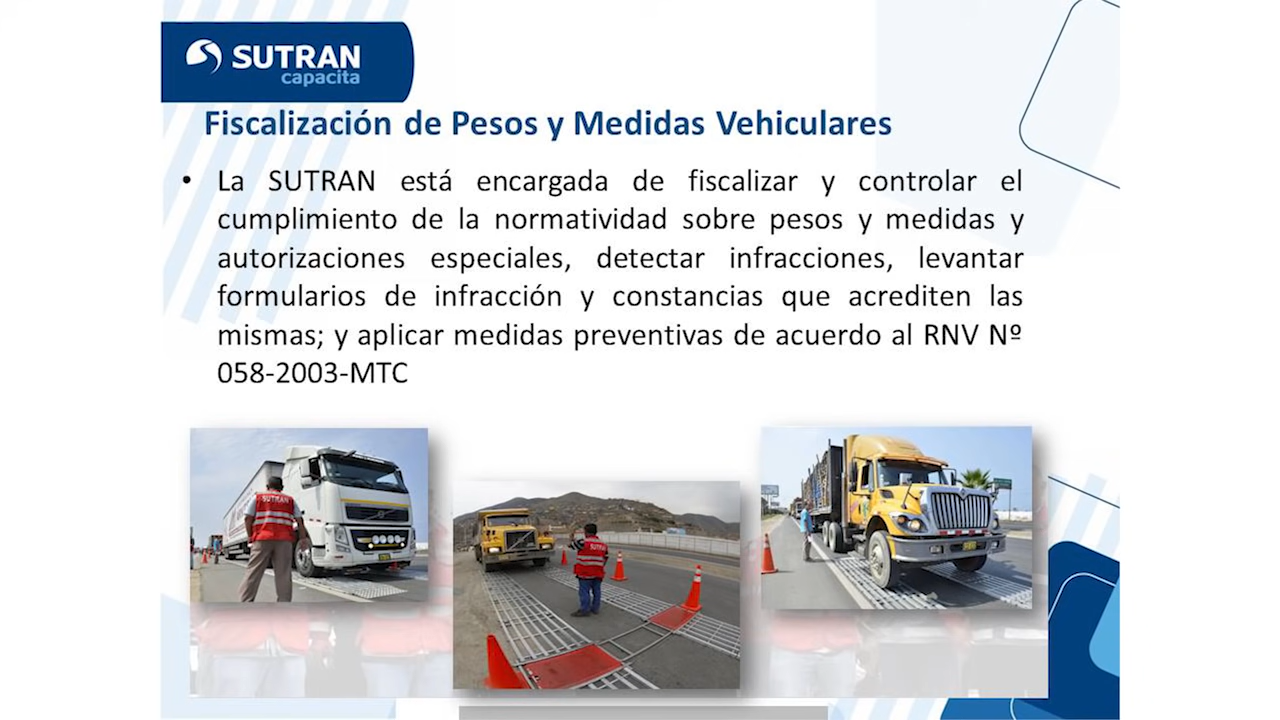 SUTRAN
capacita
Fiscalización de Pesos y Medidas Vehiculares
• La SUTRAN está encargada de fiscalizar y controlar el
cumplimiento de la normatividad sobre pesos y medidas y
autorizaciones especiales, detectar infracciones, levantar
formularios de infracción y constancias que acrediten las
mismas; y aplicar medidas preventivas de acuerdo al RNV Nº
058-2003-MTC
SUTRAN
SUTRAN